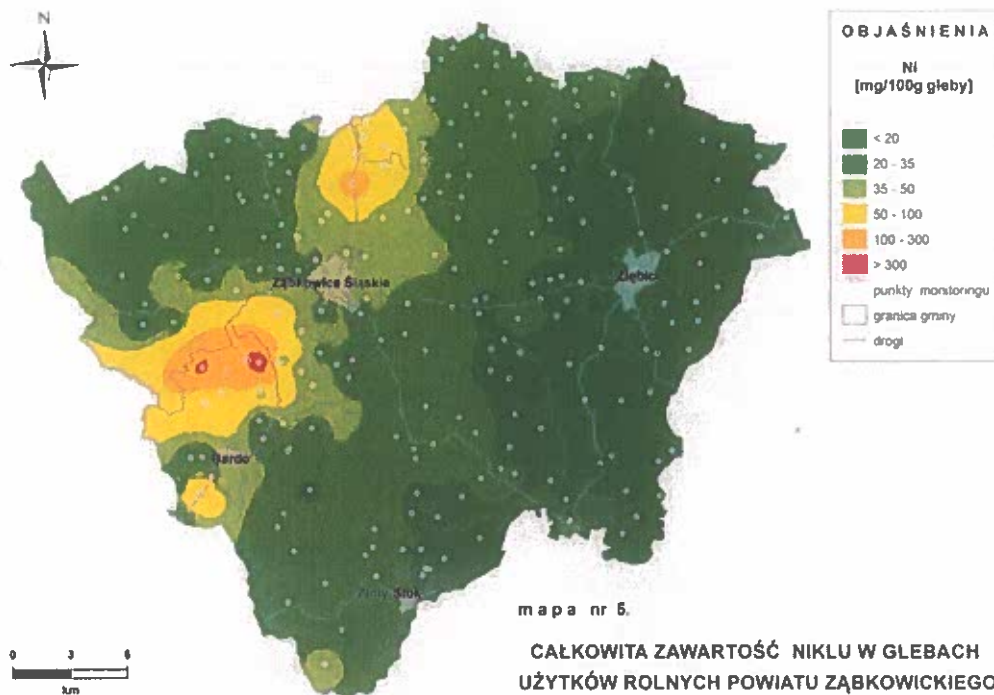 N
OBJAŚNIENIA
Ni
[mg/100g gleby]
< 20
20 - 35
35 - 50
50 - 100
100 - 300
> 300
punkty monitoringu
granica gminy
drogi
Ząbkowice Śląskie
Ziębice
Bardo
Złoty Stok
mapa nr 5.
CAŁKOWITA ZAWARTOŚĆ NIKLU W GLEBACH
UŻYTKÓW ROLNYCH POWIATU ZĄBKOWICKIEGO
0 3 6
km